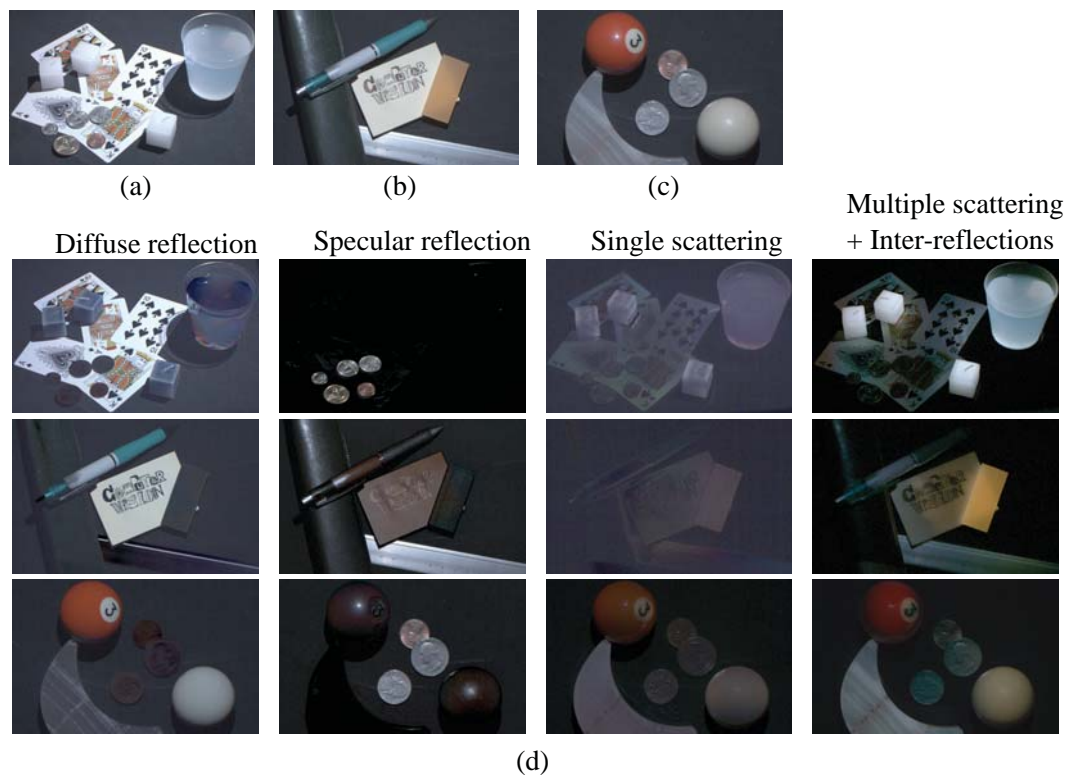 (a)
(b)
(c)
Diffuse reflection
Specular reflection
Single scattering
Multiple scattering
+ Inter-reflections
(d)